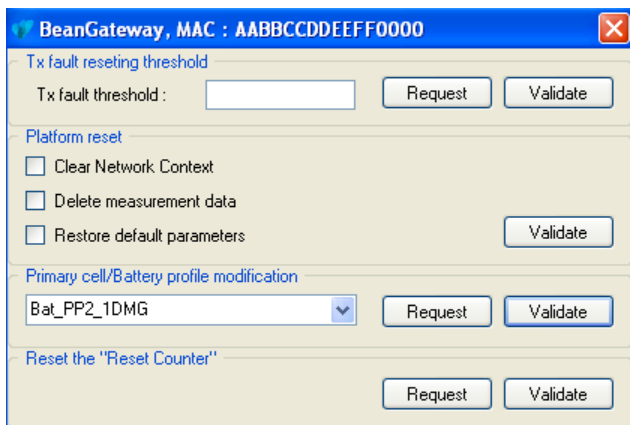 BeanGateway, MAC : AABBCCDDEEFF0000
Tx fault reseting threshold
Tx fault threshold : Request Validate
Platform reset
Clear Network Context
Delete measurement data
Restore default parameters Validate
Primary cell/Battery profile modification
Bat_PP2_1DMG Request Validate
Reset the "Reset Counter"
Request Validate